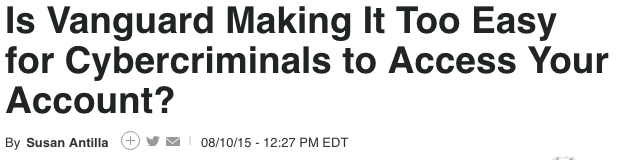 Is Vanguard Making It Too Easy
for Cybercriminals to Access Your
Account?
By Susan Antilla 08/10/15 - 12:27 PM EDT